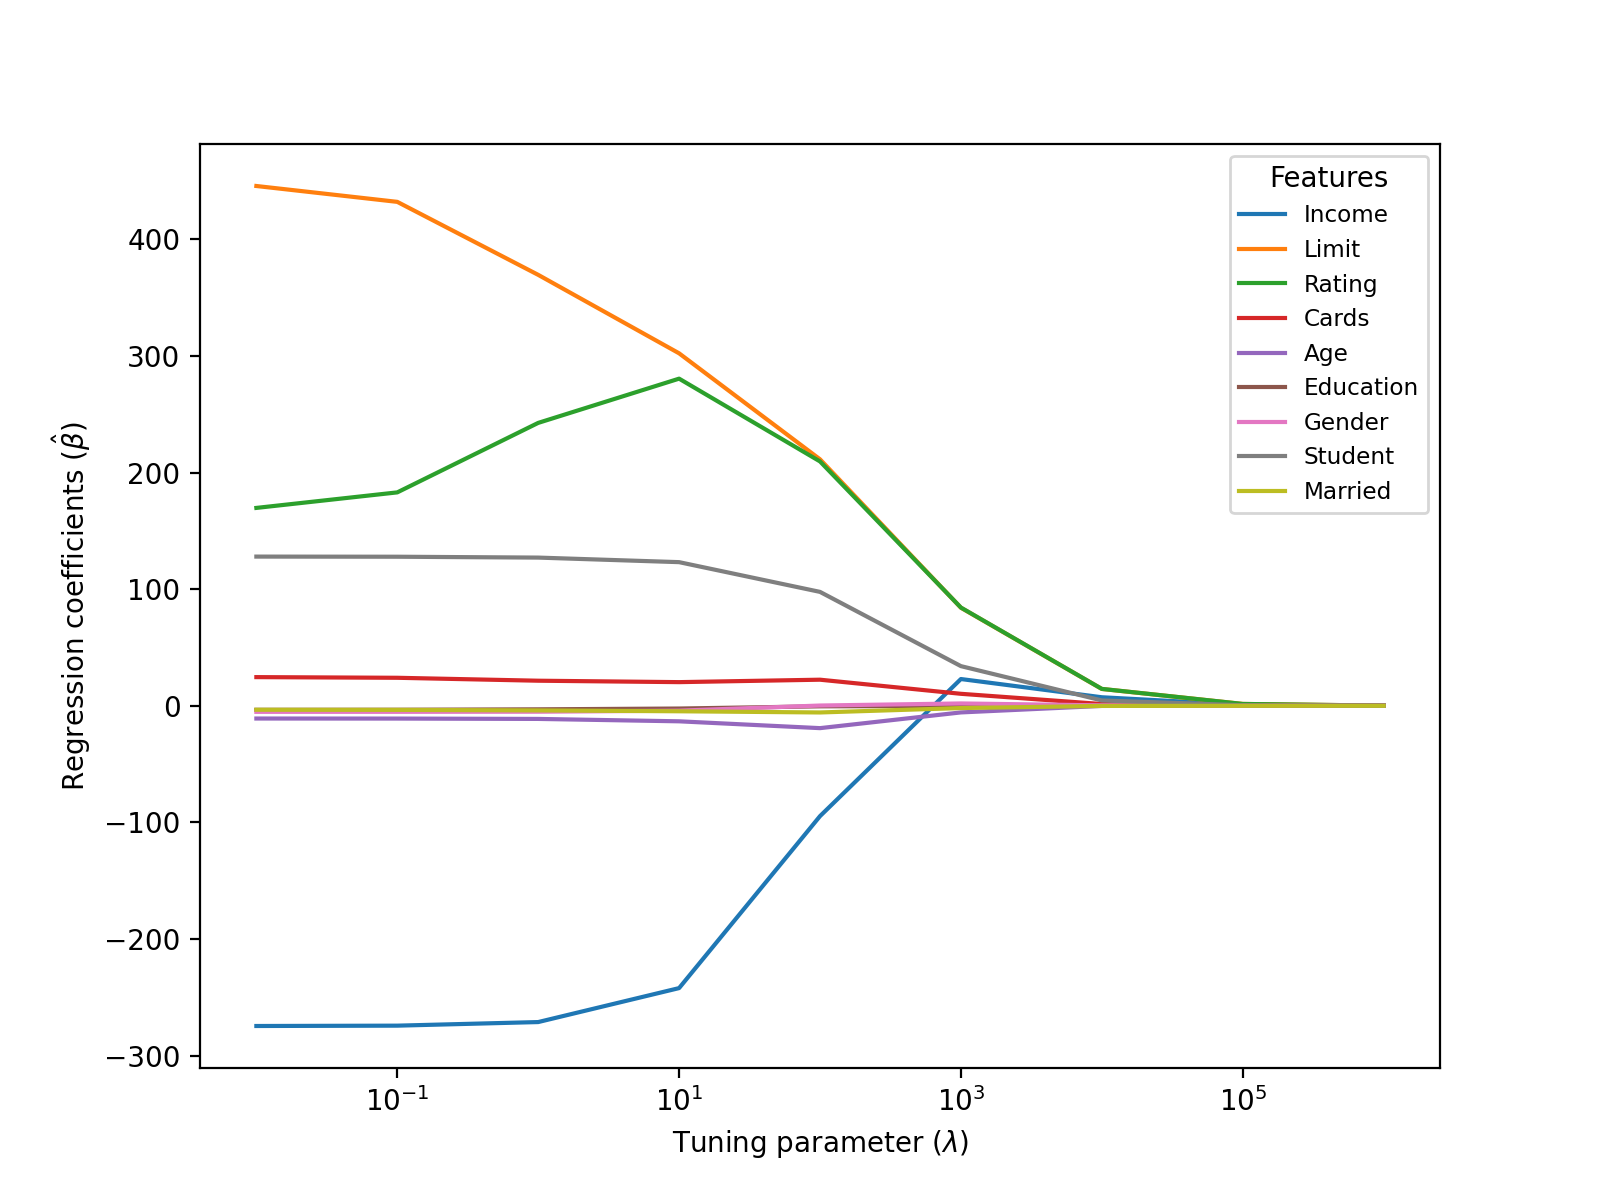 Features
Income
Limit
Rating
Cards
Age
Education
Gender
Student
Married
400
300
200
100
0
−100
−200
−300
Regression coefficients (β̂)
10⁻¹ 10¹ 10³ 10⁵
Tuning parameter (λ)